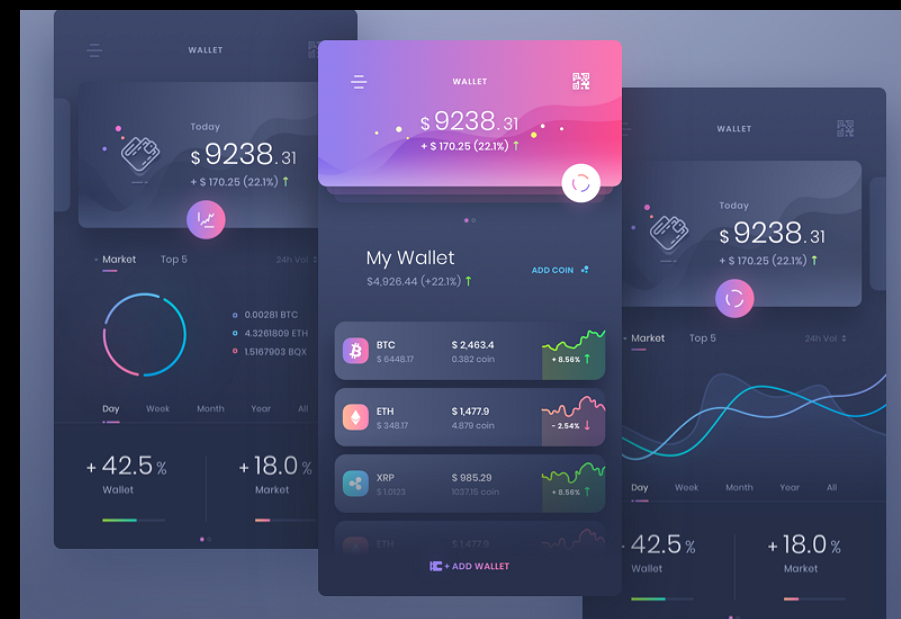 WALLET
Today
$ 9238.31
+ $ 170.25 (22.1%) ↑
Market Top 5 24h Vol
0.00281 BTC
4.3261809 ETH
1.5167903 BQX
Day Week Month Year All
+ 42.5 % + 18.0 %
Wallet Market
WALLET
$ 9238.31
+ $ 170.25 (22.1%) ↑
My Wallet
$4,926.44 (+22.1%) ↑
ADD COIN
BTC $ 2,463.4
$ 6448.17 0.382 coin + 8.56% ↑
ETH $ 1,477.9
$ 348.17 4.879 coin - 2.54% ↓
XRP $ 985.29
$ 1.0123 1037.15 coin + 8.56% ↑
ETH $ 1,477.9
+ ADD WALLET
WALLET
Today
$ 9238.31
+ $ 170.25 (22.1%) ↑
Market Top 5 24h Vol
Day Week Month Year All
42.5 % + 18.0 %
Wallet Market